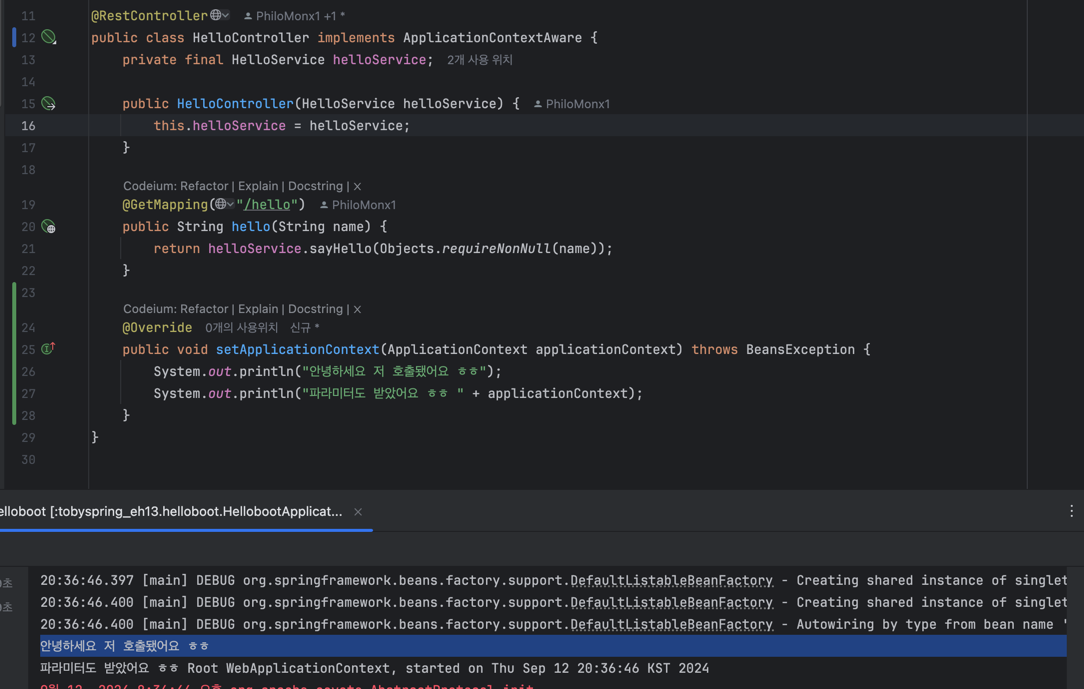 11 @RestController PhiloMonx1 +1 *
12 public class HelloController implements ApplicationContextAware {
13 private final HelloService helloService; 2개 사용 위치
14
15 public HelloController(HelloService helloService) { PhiloMonx1
16 this.helloService = helloService;
17 }
18
Codeium: Refactor | Explain | Docstring | X
19 @GetMapping("/hello") PhiloMonx1
20 public String hello(String name) {
21 return helloService.sayHello(Objects.requireNonNull(name));
22 }
23
Codeium: Refactor | Explain | Docstring | X
24 @Override 0개의 사용위치 신규 *
25 public void setApplicationContext(ApplicationContext applicationContext) throws BeansException {
26 System.out.println("안녕하세요 저 호출됐어요 ㅎㅎ");
27 System.out.println("파라미터도 받았어요 ㅎㅎ " + applicationContext);
28 }
29 }
30
elloboot [:tobyspring_eh13.helloboot.HellobootApplicat...
초 20:36:46.397 [main] DEBUG org.springframework.beans.factory.support.DefaultListableBeanFactory - Creating shared instance of singlet
초 20:36:46.400 [main] DEBUG org.springframework.beans.factory.support.DefaultListableBeanFactory - Creating shared instance of singlet
20:36:46.400 [main] DEBUG org.springframework.beans.factory.support.DefaultListableBeanFactory - Autowiring by type from bean name '
안녕하세요 저 호출됐어요 ㅎㅎ
파라미터도 받았어요 ㅎㅎ Root WebApplicationContext, started on Thu Sep 12 20:36:46 KST 2024